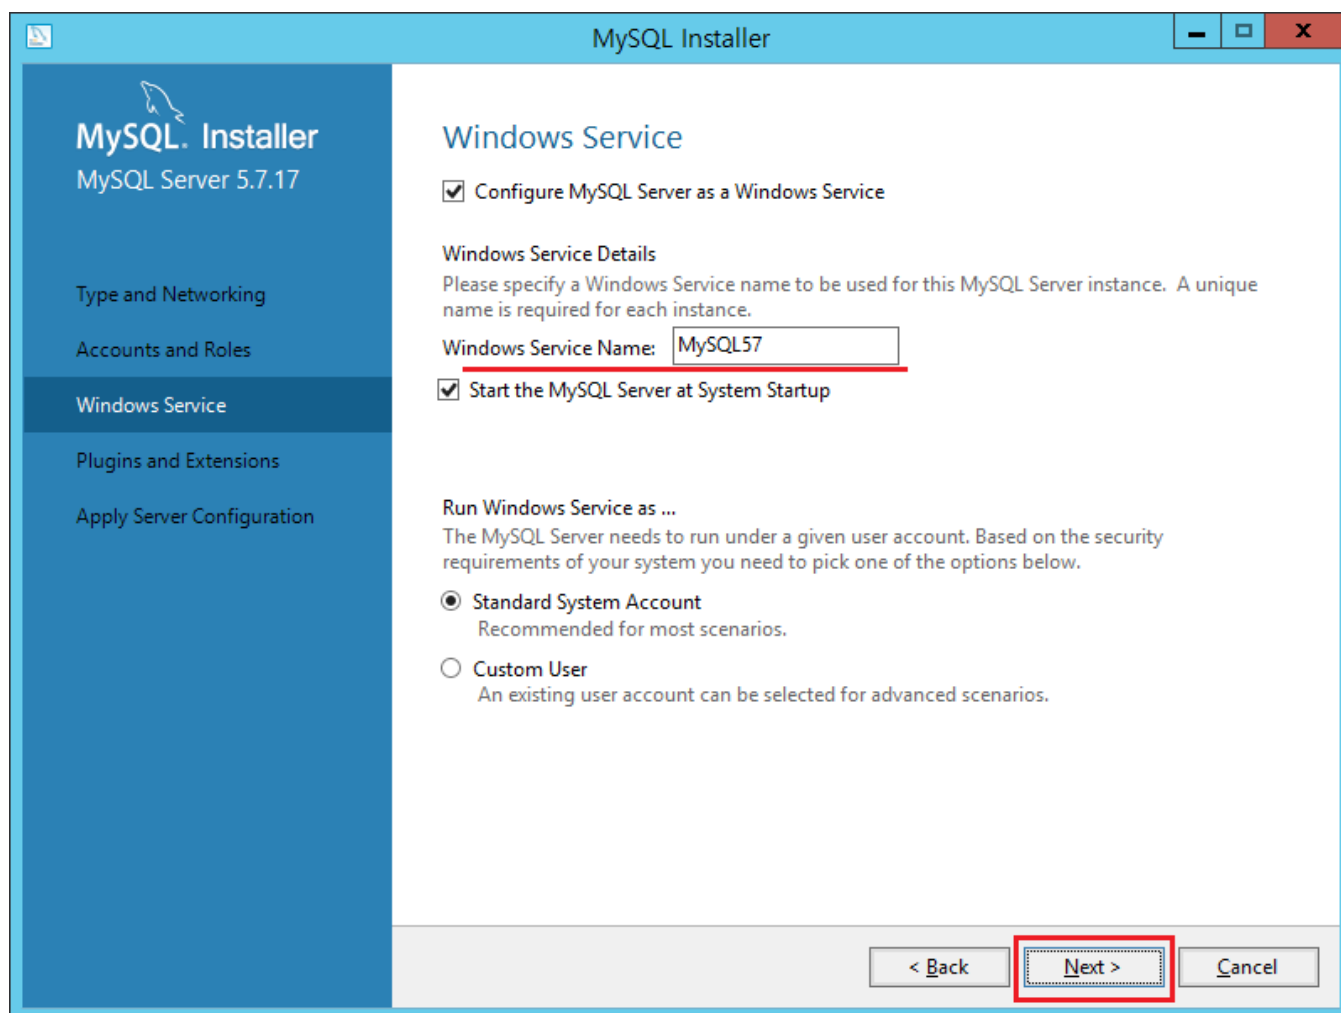 MySQL Installer
MySQL. Installer
MySQL Server 5.7.17
Type and Networking
Accounts and Roles
Windows Service
Plugins and Extensions
Apply Server Configuration
Windows Service
Configure MySQL Server as a Windows Service
Windows Service Details
Please specify a Windows Service name to be used for this MySQL Server instance. A unique
name is required for each instance.
Windows Service Name: MySQL57
Start the MySQL Server at System Startup
Run Windows Service as ...
The MySQL Server needs to run under a given user account. Based on the security
requirements of your system you need to pick one of the options below.
Standard System Account
Recommended for most scenarios.
Custom User
An existing user account can be selected for advanced scenarios.
< Back Next > Cancel